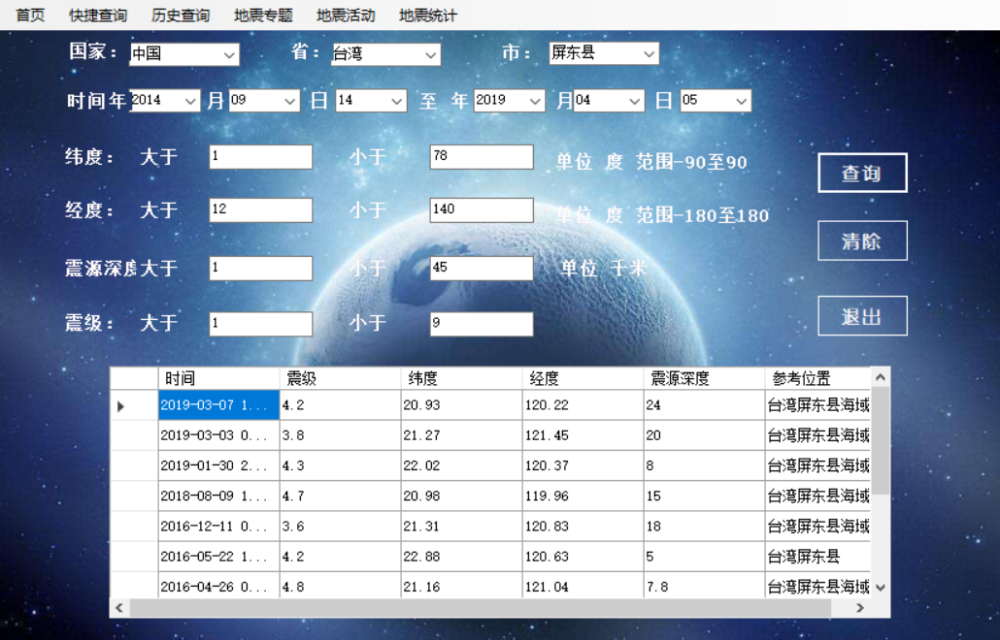 首页 快捷查询 历史查询 地震专题 地震活动 地震统计
国家： 中国 省： 台湾 市： 屏东县
时间年 2014 月 09 日 14 至 年 2019 月 04 日 05
纬度： 大于 1 小于 78 单位 度 范围-90至90
查询
经度： 大于 12 小于 140 单位 度 范围-180至180
清除
震源深度大于 1 小于 45 单位 千米
震级： 大于 1 小于 9
退出
时间 震级 纬度 经度 震源深度 参考位置
2019-03-07 1... 4.2 20.93 120.22 24 台湾屏东县海域
2019-03-03 0... 3.8 21.27 121.45 20 台湾屏东县海域
2019-01-30 2... 4.3 22.02 120.37 8 台湾屏东县海域
2018-08-09 1... 4.7 20.98 119.96 15 台湾屏东县海域
2016-12-11 0... 3.6 21.31 120.83 18 台湾屏东县海域
2016-05-22 1... 4.2 22.88 120.63 5 台湾屏东县
2016-04-26 0... 4.8 21.16 121.04 7.8 台湾屏东县海域